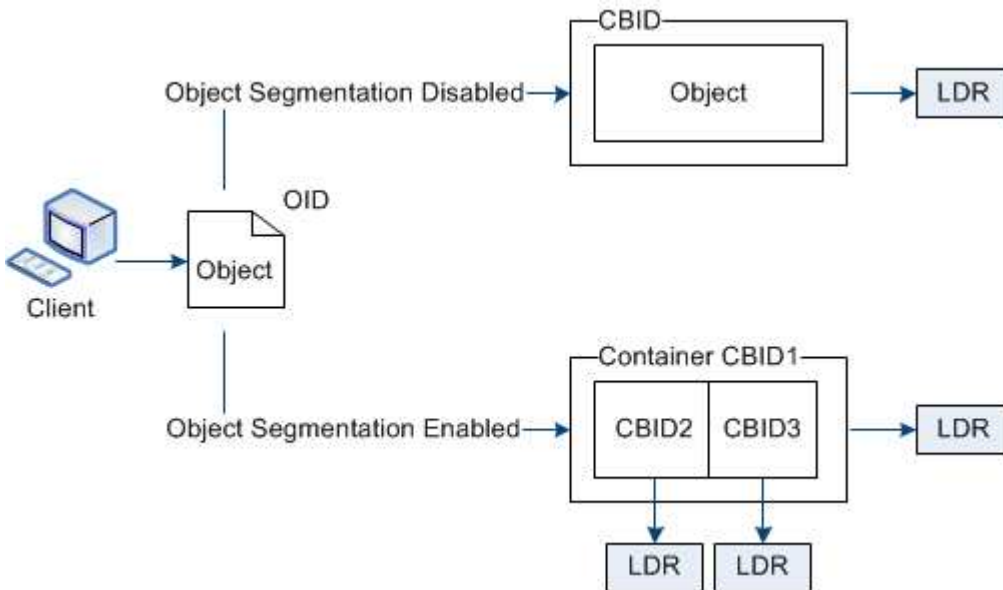 CBID
Object Segmentation Disabled
Object
LDR
OID
Object
Client
Container CBID1
Object Segmentation Enabled
CBID2
CBID3
LDR
LDR
LDR